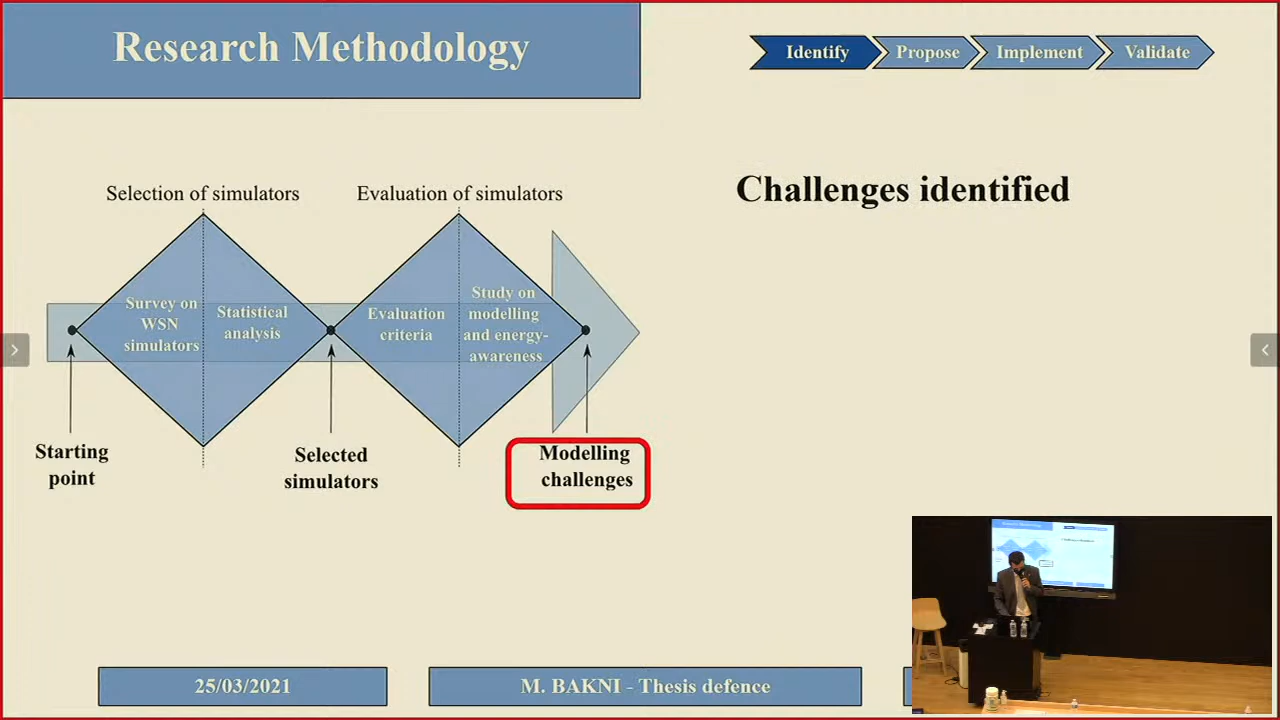 Research Methodology
Identify
Propose
Implement
Validate
Selection of simulators
Evaluation of simulators
Challenges identified
Survey on
WSN
simulators
Statistical
analysis
Evaluation
criteria
Study on
modelling
and energy-
awareness
Starting
point
Selected
simulators
Modelling
challenges
25/03/2021
M. BAKNI - Thesis defence